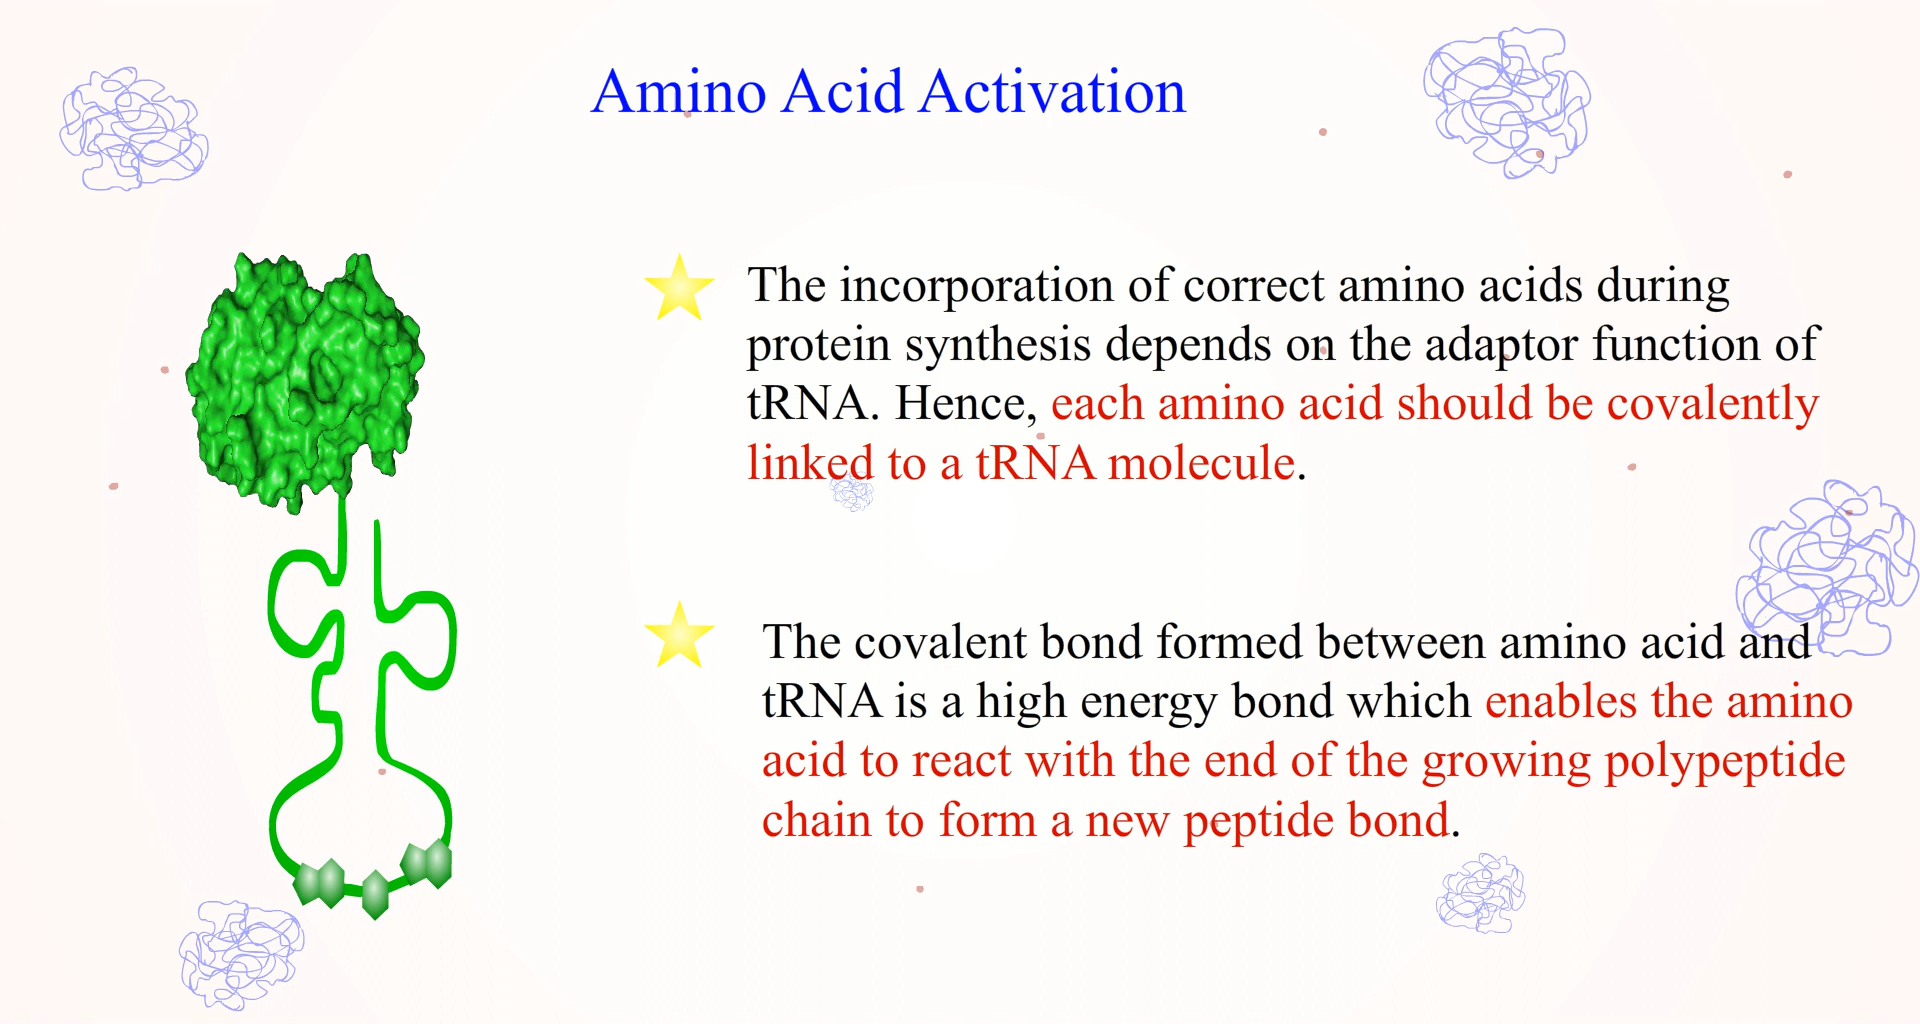 Amino Acid Activation
The incorporation of correct amino acids during
protein synthesis depends on the adaptor function of
tRNA. Hence, each amino acid should be covalently
linked to a tRNA molecule.
The covalent bond formed between amino acid and
tRNA is a high energy bond which enables the amino
acid to react with the end of the growing polypeptide
chain to form a new peptide bond.